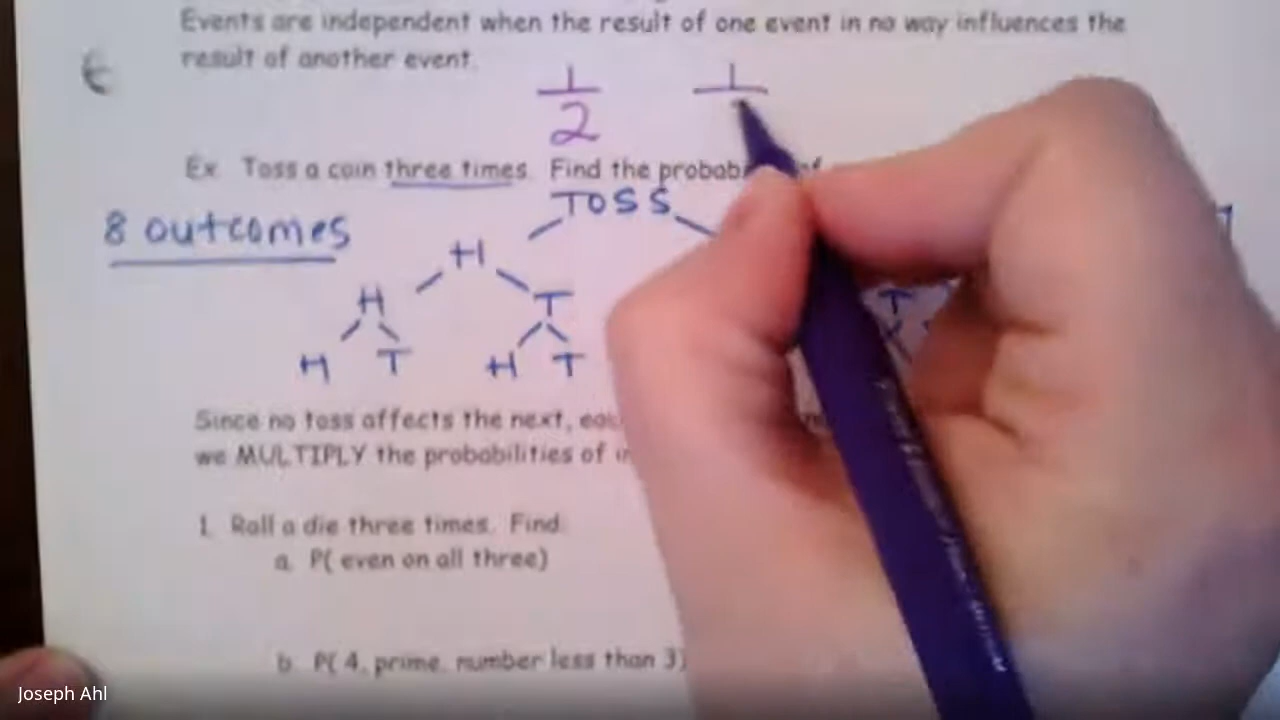 Events are independent when the result of one event in no way influences the
result of another event.
1 1
2
Ex. Toss a coin three times. Find the of
TOSS
8 outcomes
H
H T T
H T H T
Since no toss affects the next,
we MULTIPLY the probabilities of
1. Roll a die three times. Find:
a. P( even on all three)
b. P( 4, prime, number less than 3)
Joseph Ahl